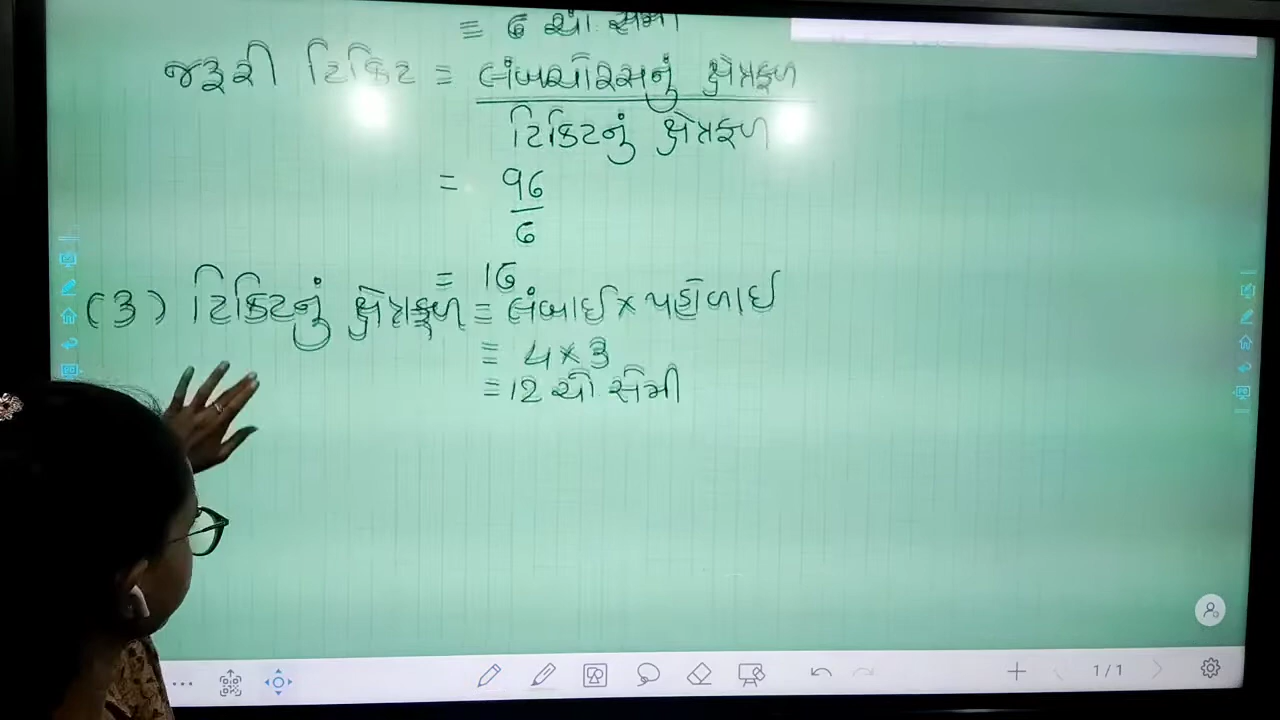 = 6 ચો. સેમી
જરૂરી ટિકિટ = લંબચોરસનું ક્ષેત્રફળ
ટિકિટનું ક્ષેત્રફળ
= 96
6
= 16
(3) ટિકિટનું ક્ષેત્રફળ = લંબાઈ × પહોળાઈ
= 4 × 3
= 12 ચો સેમી
1/1